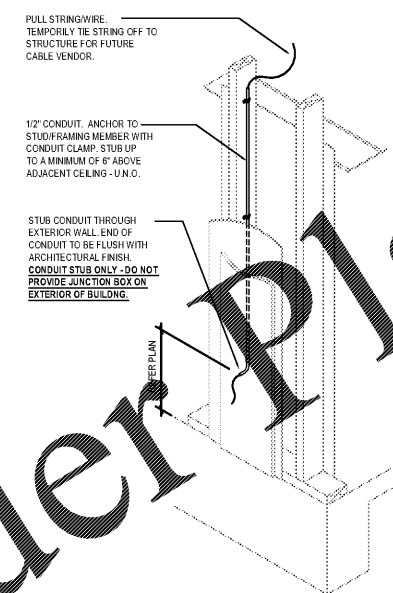 PULL STRING/WIRE.
TEMPORILY TIE STRING OFF TO
STRUCTURE FOR FUTURE
CABLE VENDOR.
1/2" CONDUIT. ANCHOR TO
STUD/FRAMING MEMBER WITH
CONDUIT CLAMP. STUB UP
TO A MINIMUM OF 6" ABOVE
ADJACENT CEILING - U.N.O.
STUB CONDUIT THROUGH
EXTERIOR WALL. END OF
CONDUIT TO BE FLUSH WITH
ARCHITECTURAL FINISH.
CONDUIT STUB ONLY - DO NOT
PROVIDE JUNCTION BOX ON
EXTERIOR OF BUILDNG.
REFER PLAN
der Pl